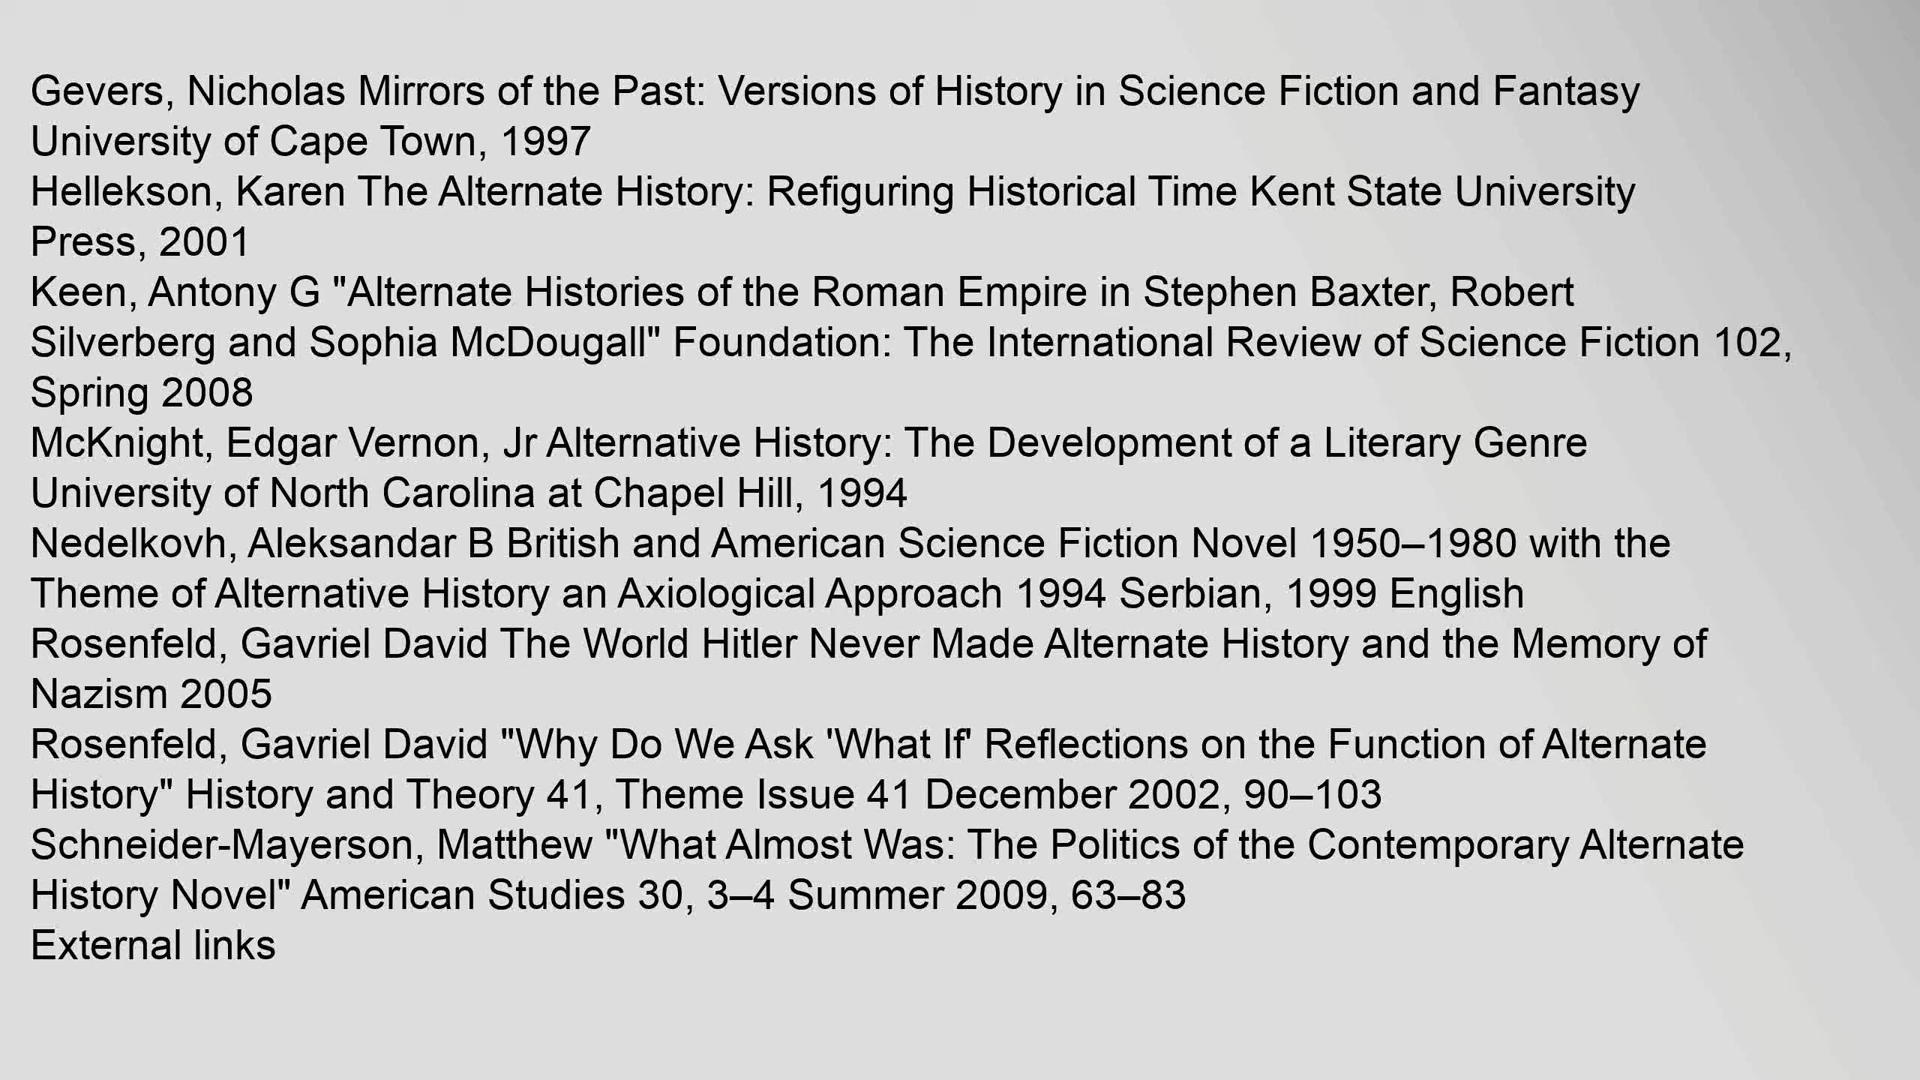 Gevers, Nicholas Mirrors of the Past: Versions of History in Science Fiction and Fantasy
University of Cape Town, 1997
Hellekson, Karen The Alternate History: Refiguring Historical Time Kent State University
Press, 2001
Keen, Antony G "Alternate Histories of the Roman Empire in Stephen Baxter, Robert
Silverberg and Sophia McDougall" Foundation: The International Review of Science Fiction 102,
Spring 2008
McKnight, Edgar Vernon, Jr Alternative History: The Development of a Literary Genre
University of North Carolina at Chapel Hill, 1994
Nedelkovh, Aleksandar B British and American Science Fiction Novel 1950–1980 with the
Theme of Alternative History an Axiological Approach 1994 Serbian, 1999 English
Rosenfeld, Gavriel David The World Hitler Never Made Alternate History and the Memory of
Nazism 2005
Rosenfeld, Gavriel David "Why Do We Ask 'What If' Reflections on the Function of Alternate
History" History and Theory 41, Theme Issue 41 December 2002, 90–103
Schneider-Mayerson, Matthew "What Almost Was: The Politics of the Contemporary Alternate
History Novel" American Studies 30, 3–4 Summer 2009, 63–83
External links